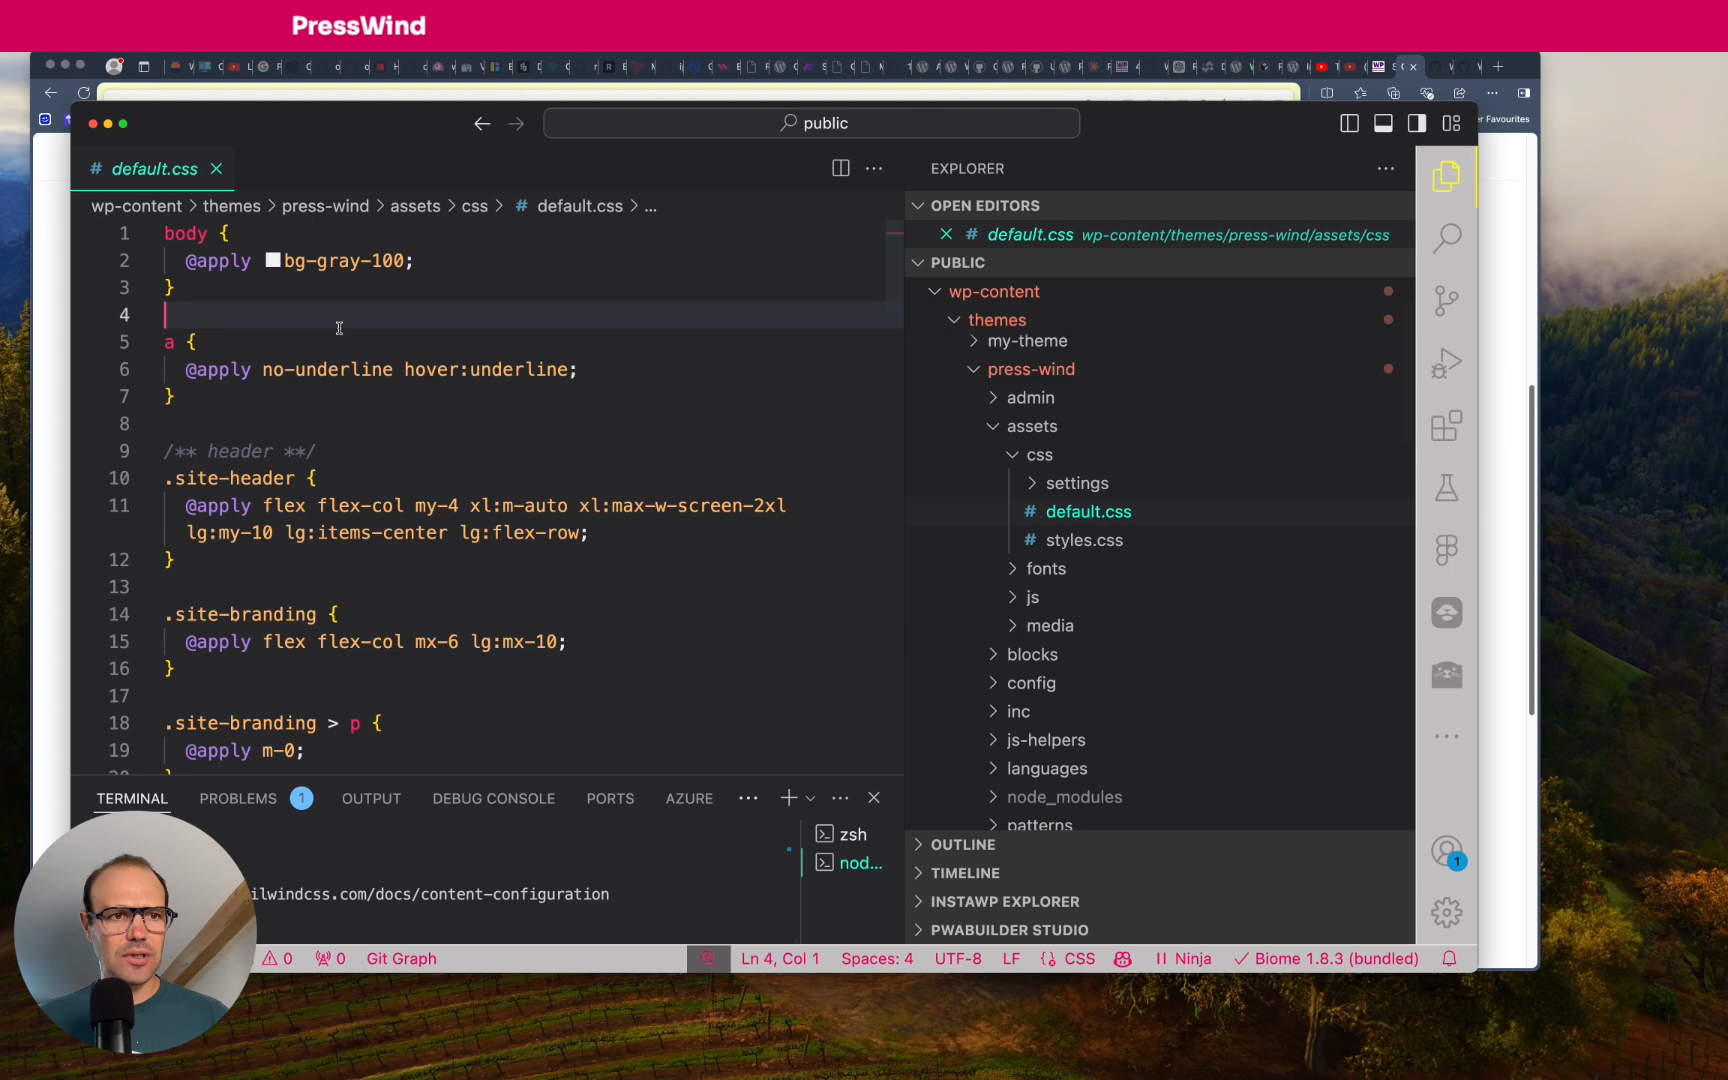 PressWind
r Favourites
public
# default.css
wp-content > themes > press-wind > assets > css > # default.css > ...
1 body {
2 @apply bg-gray-100;
3 }
4
5 a {
6 @apply no-underline hover:underline;
7 }
8
9 /** header **/
10 .site-header {
11 @apply flex flex-col my-4 xl:m-auto xl:max-w-screen-2xl
lg:my-10 lg:items-center lg:flex-row;
12 }
13
14 .site-branding {
15 @apply flex flex-col mx-6 lg:mx-10;
16 }
17
18 .site-branding > p {
19 @apply m-0;
EXPLORER
OPEN EDITORS
# default.css wp-content/themes/press-wind/assets/css
PUBLIC
wp-content
themes
my-theme
press-wind
admin
assets
css
settings
# default.css
# styles.css
fonts
js
media
blocks
config
inc
js-helpers
languages
node_modules
patterns
OUTLINE
TIMELINE
INSTAWP EXPLORER
PWABUILDER STUDIO
TERMINAL PROBLEMS 1 OUTPUT DEBUG CONSOLE PORTS AZURE
zsh
nod...
ilwindcss.com/docs/content-configuration
1
0 0 Git Graph Ln 4, Col 1 Spaces: 4 UTF-8 LF CSS Ninja Biome 1.8.3 (bundled)